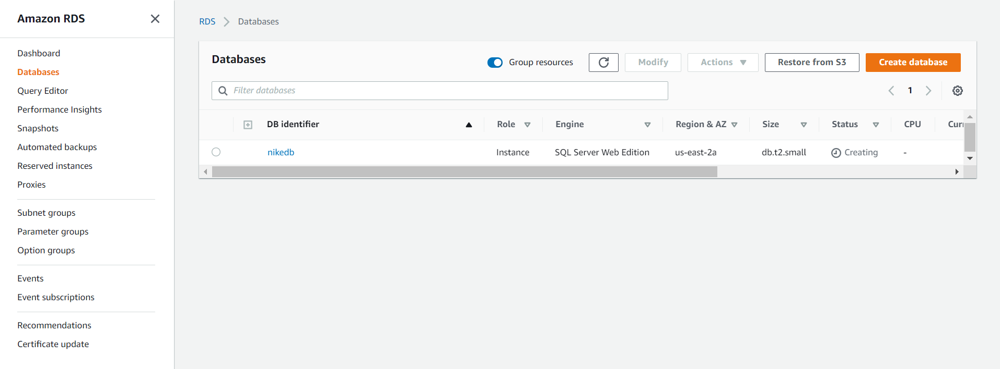 Amazon RDS
Dashboard
Databases
Query Editor
Performance Insights
Snapshots
Automated backups
Reserved instances
Proxies
Subnet groups
Parameter groups
Option groups
Events
Event subscriptions
Recommendations
Certificate update
RDS Databases
Databases
Group resources Modify Actions Restore from S3 Create database
Filter databases 1
DB identifier Role Engine Region & AZ Size Status CPU
nikedb Instance SQL Server Web Edition us-east-2a db.t2.small Creating -